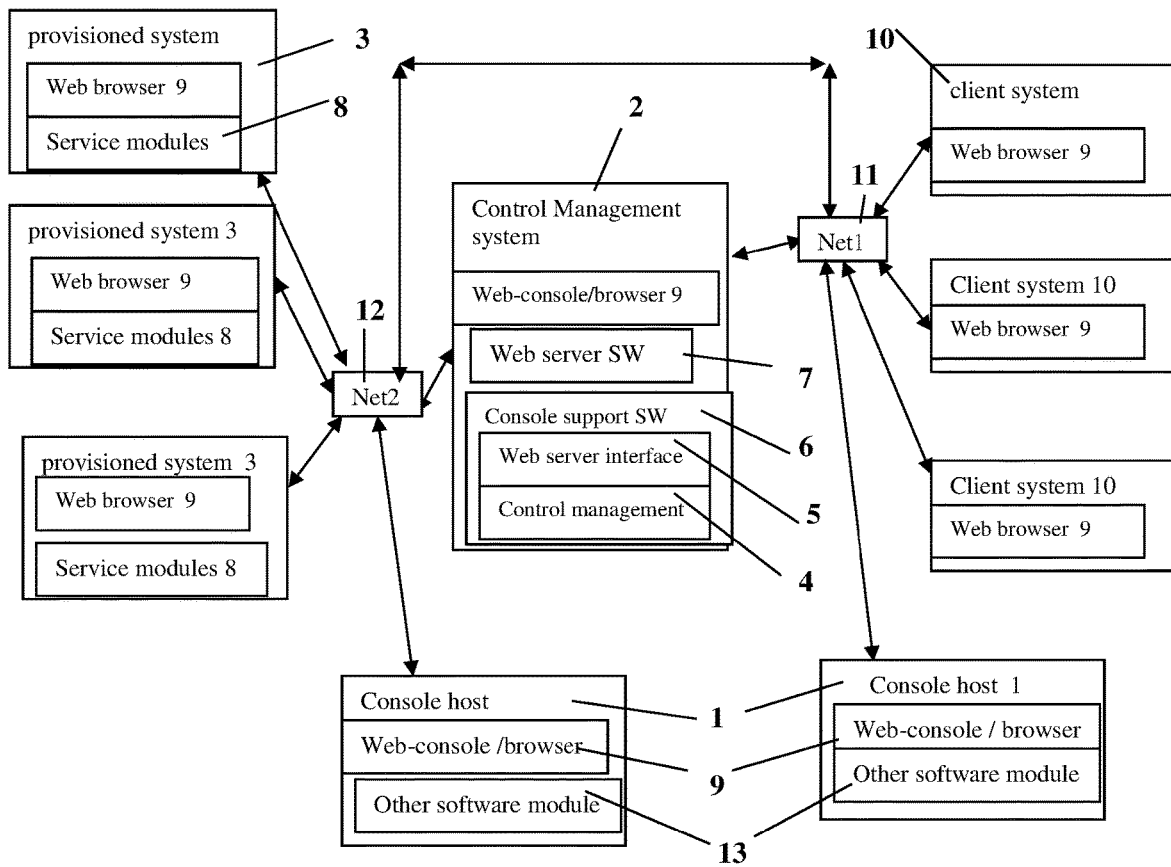 provisioned system
3
Web browser 9
8
Service modules
provisioned system 3
Web browser 9
Service modules 8
provisioned system 3
Web browser 9
Service modules 8
12
Net2
2
Control Management
system
Web-console/browser 9
Web server SW
7
Console support SW
6
Web server interface
5
Control management
4
10
client system
Web browser 9
11
Net1
Client system 10
Web browser 9
Client system 10
Web browser 9
Console host
1
Web-console /browser
9
Other software module
13
Console host 1
Web-console / browser
Other software module